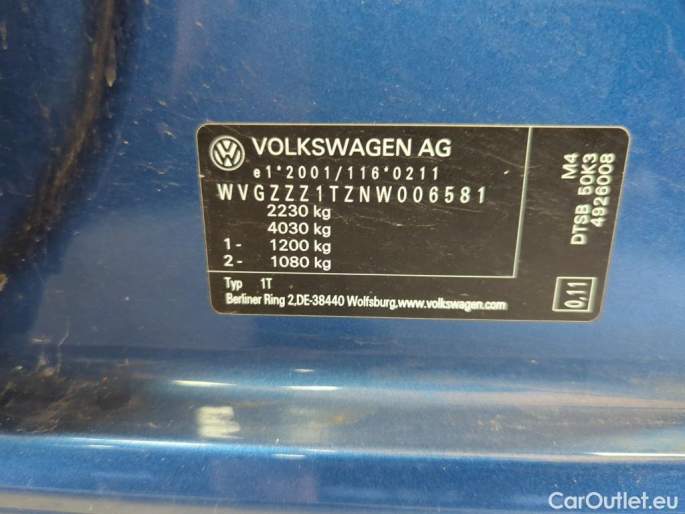 VOLKSWAGEN AG
e1*2001/116*0211
WVGZZZ1TZNW006581
2230 kg
4030 kg
1- 1200 kg
2- 1080 kg
Typ 1T
Berliner Ring 2,DE-38440 Wolfsburg,www.volkswagen.com
M4
DTSB 50K3
4926008
0,11
CarOutlet.eu